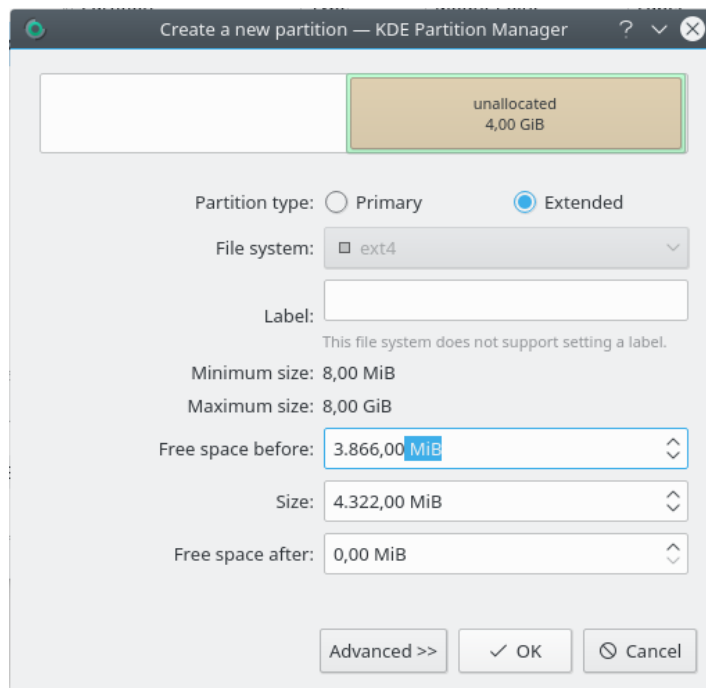 Create a new partition — KDE Partition Manager
unallocated
4,00 GiB
Partition type: Primary Extended
File system: ext4
Label:
This file system does not support setting a label.
Minimum size: 8,00 MiB
Maximum size: 8,00 GiB
Free space before: 3.866,00 MiB
Size: 4.322,00 MiB
Free space after: 0,00 MiB
Advanced >> OK Cancel